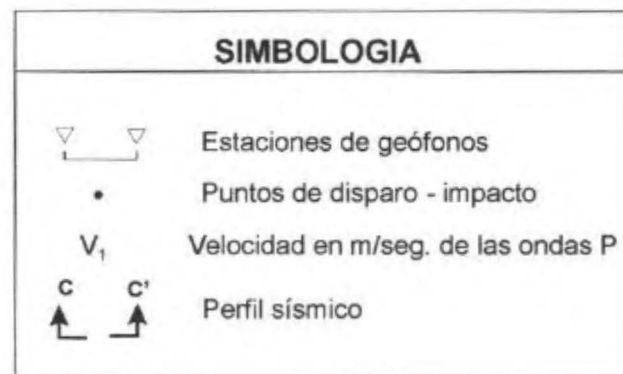 SIMBOLOGIA
Estaciones de geófonos
Puntos de disparo - impacto
V₁ Velocidad en m/seg. de las ondas P
C C'
Perfil sísmico